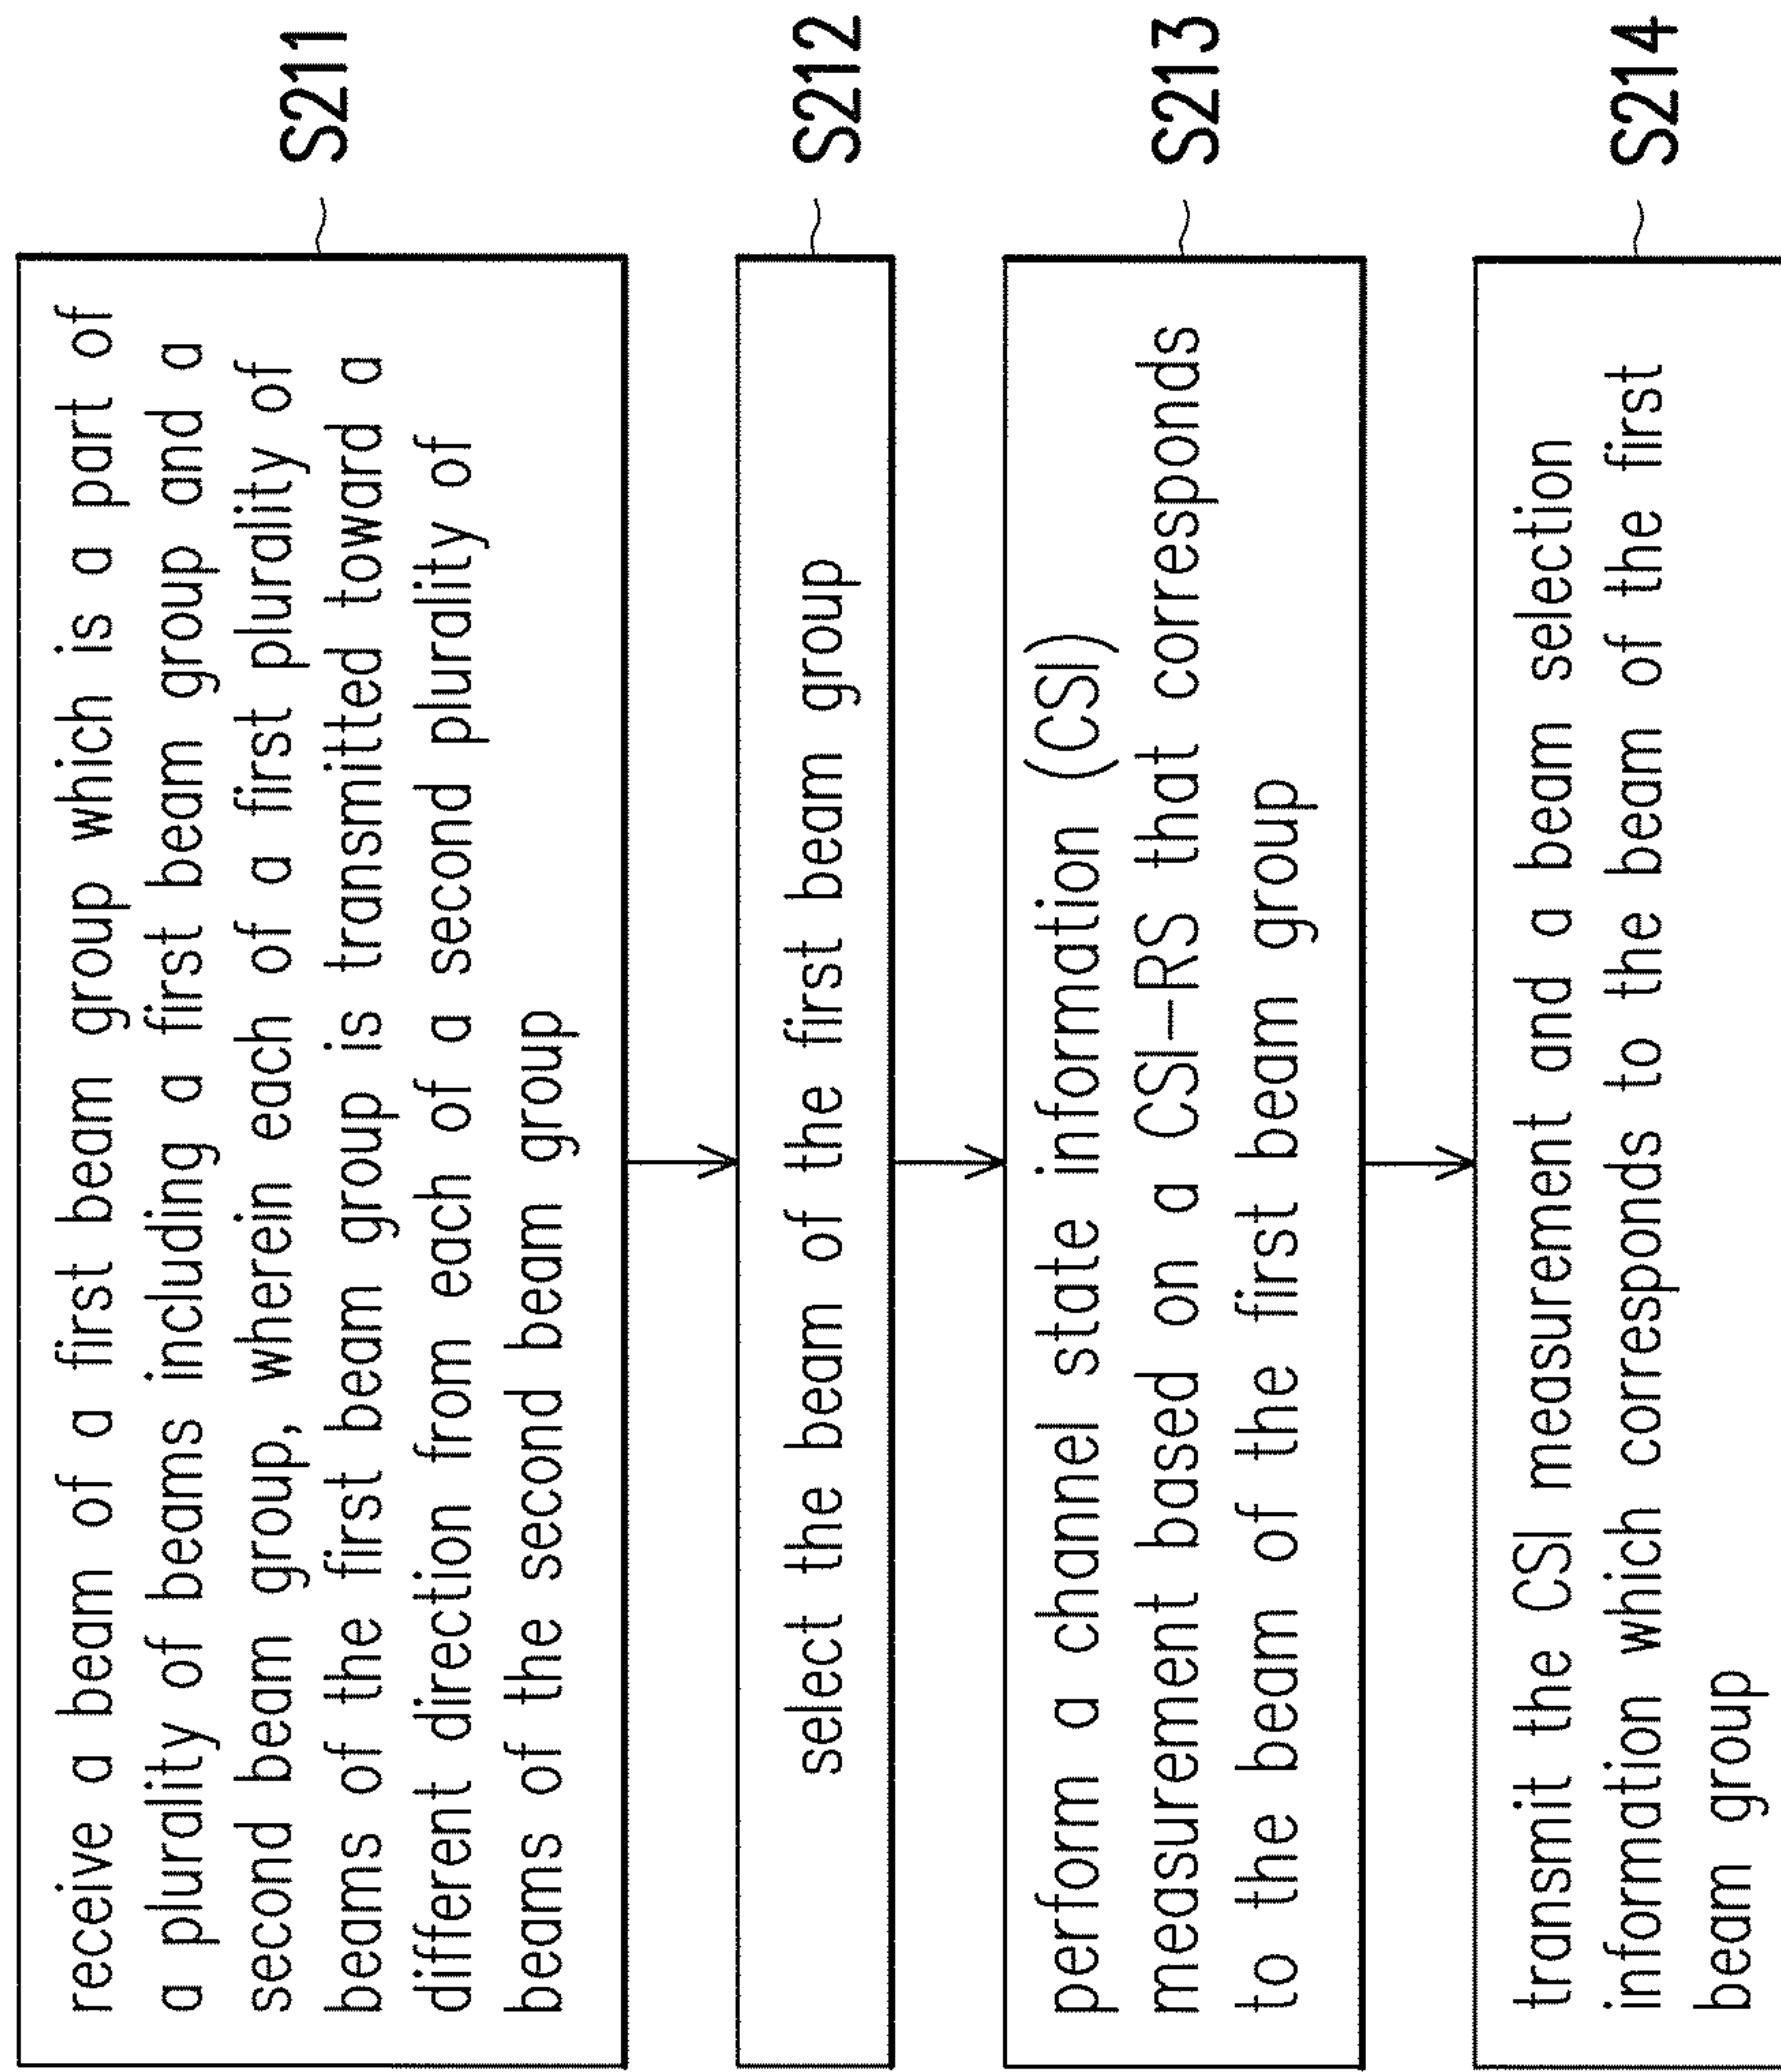 receive a beam of a first beam group which is a part of
a plurality of beams including a first beam group and a
second beam group, wherein each of a first plurality of
beams of the first beam group is transmitted toward a
different direction from each of a second plurality of
beams of the second beam group
S211
select the beam of the first beam group
S212
perform a channel state information (CSI)
measurement based on a CSI-RS that corresponds
to the beam of the first beam group
S213
transmit the CSI measurement and a beam selection
information which corresponds to the beam of the first
beam group
S214